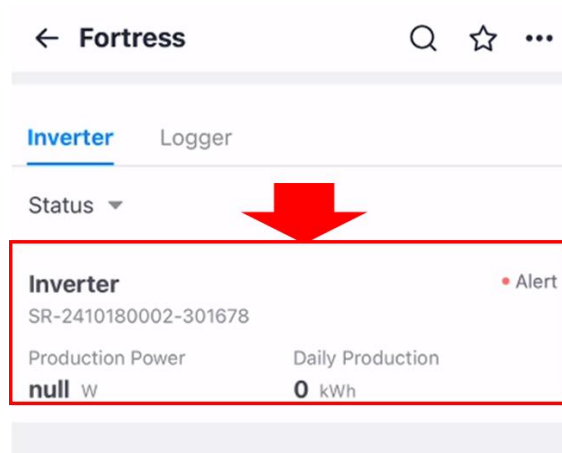 Fortress
Inverter Logger
Status
Inverter Alert
SR-2410180002-301678
Production Power Daily Production
null W 0 kWh